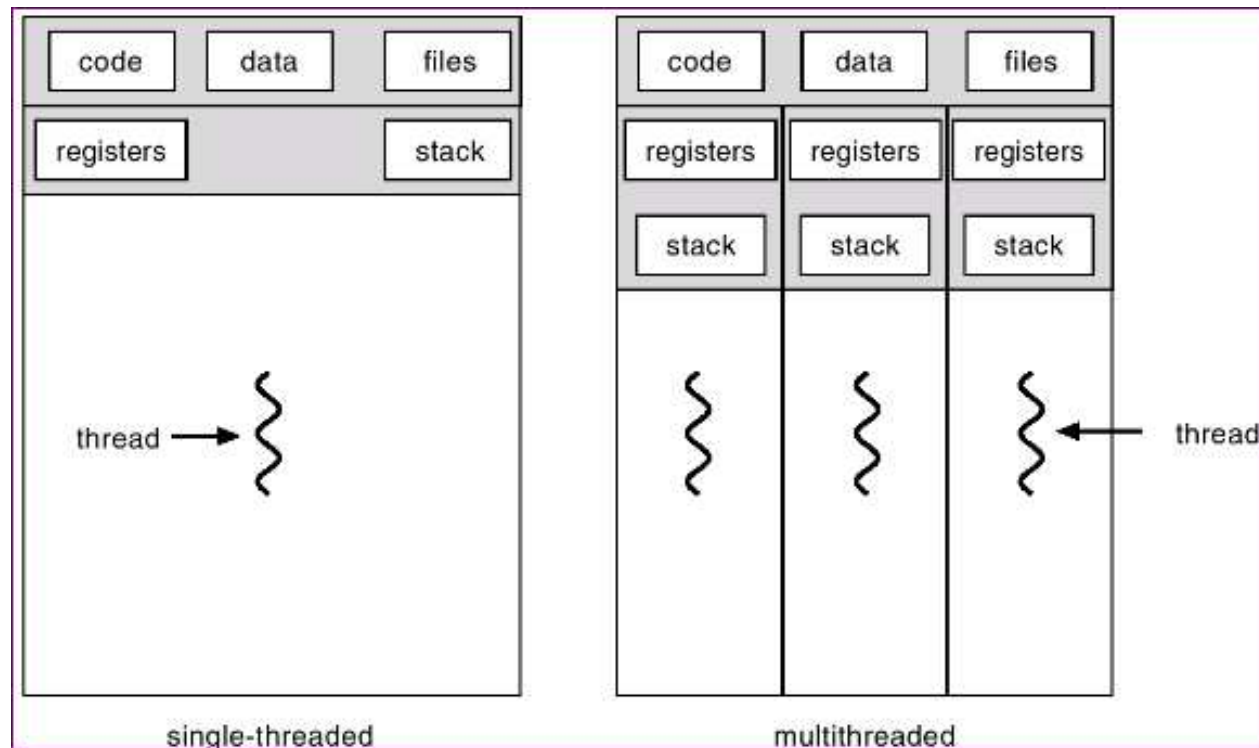 code data files
registers stack
thread
single-threaded
code data files
registers registers registers
stack stack stack
thread
multithreaded